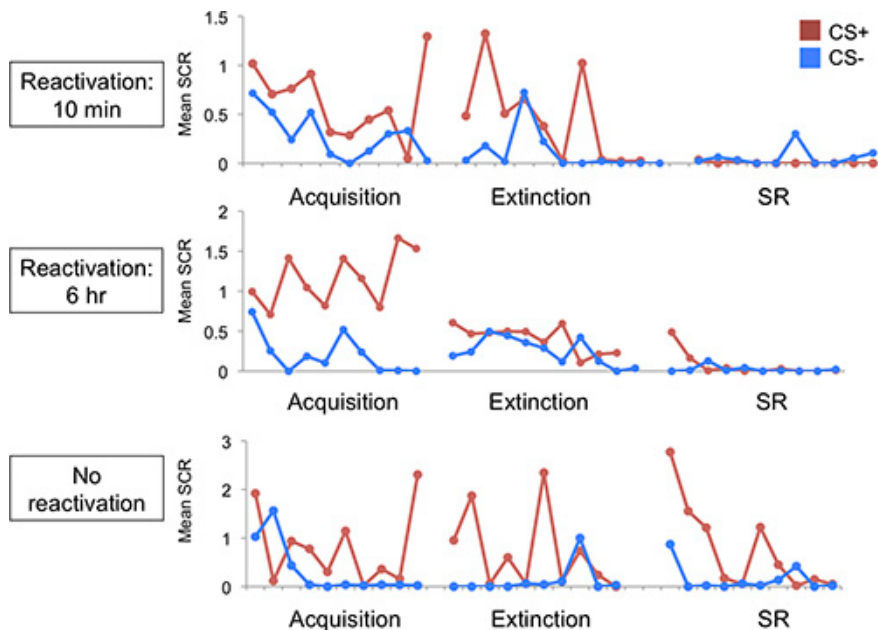 CS+
CS-
Reactivation:
10 min
Mean SCR
1.5
1
0.5
0
Acquisition Extinction SR
Reactivation:
6 hr
Mean SCR
2
1.5
1
0.5
0
Acquisition Extinction SR
No
reactivation
Mean SCR
3
2
1
0
Acquisition Extinction SR